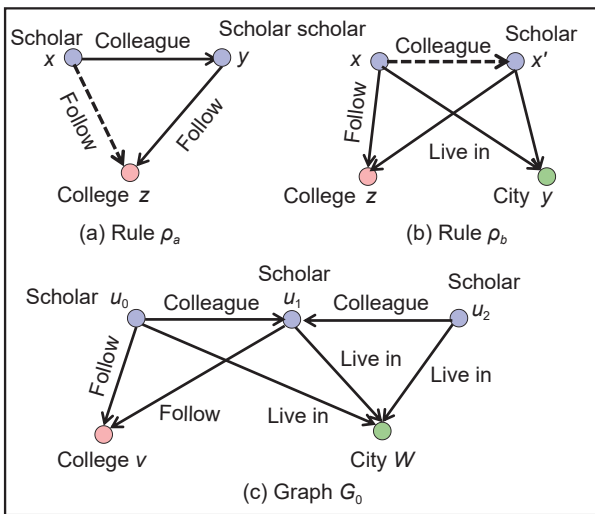 Scholar
Colleague
Scholar scholar
x
y
Follow
Follow
College z
(a) Rule ρa
Scholar
Colleague
Scholar
x
x'
Follow
Live in
College z
City y
(b) Rule ρb
Scholar u0
Colleague
Scholar
u1
Colleague
Scholar
u2
Follow
Follow
Live in
Live in
Live in
College v
City W
(c) Graph G0